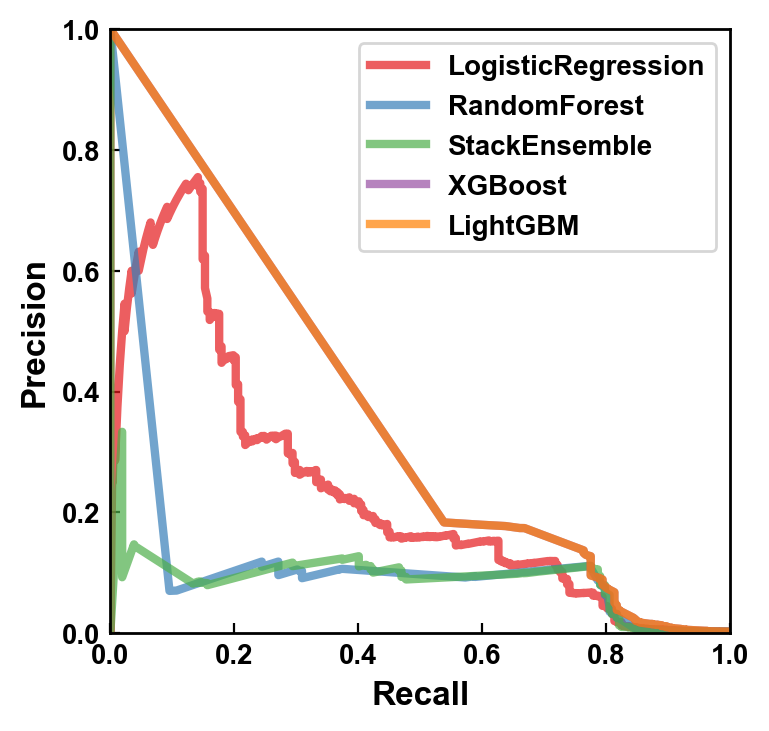 1.0
0.8
0.6
0.4
0.2
0.0
Precision
LogisticRegression
RandomForest
StackEnsemble
XGBoost
LightGBM
0.0 0.2 0.4 0.6 0.8 1.0
Recall